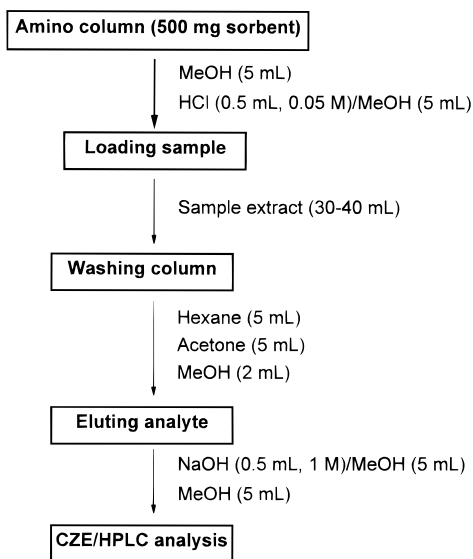 Amino column (500 mg sorbent)
MeOH (5 mL)
HCl (0.5 mL, 0.05 M)/MeOH (5 mL)
Loading sample
Sample extract (30-40 mL)
Washing column
Hexane (5 mL)
Acetone (5 mL)
MeOH (2 mL)
Eluting analyte
NaOH (0.5 mL, 1 M)/MeOH (5 mL)
MeOH (5 mL)
CZE/HPLC analysis